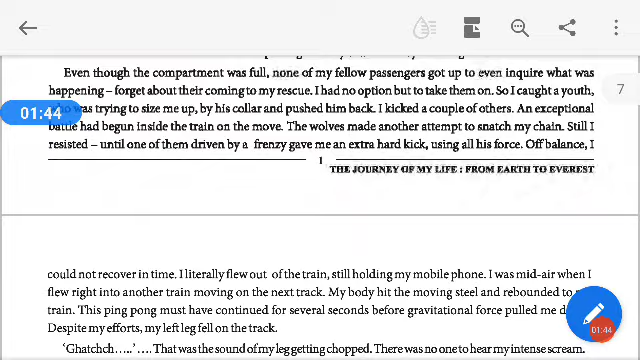 7
Even though the compartment was full, none of my fellow passengers got up to even inquire what was
happening – forget about their coming to my rescue. I had no option but to take them on. So I caught a youth,
01:44
was trying to size me up, by his collar and pushed him back. I kicked a couple of others. An exceptional
battle had begun inside the train on the move. The wolves made another attempt to snatch my chain. Still I
resisted – until one of them driven by a frenzy gave me an extra hard kick, using all his force. Off balance, I
1
THE JOURNEY OF MY LIFE : FROM EARTH TO EVEREST
could not recover in time. I literally flew out of the train, still holding my mobile phone. I was mid-air when I
flew right into another train moving on the next track. My body hit the moving steel and rebounded to
train. This ping pong must have continued for several seconds before gravitational force pulled me
01:44
Despite my efforts, my left leg fell on the track.
'Ghatchch…..' …. That was the sound of my leg getting chopped. There was no one to hear my intense scream.